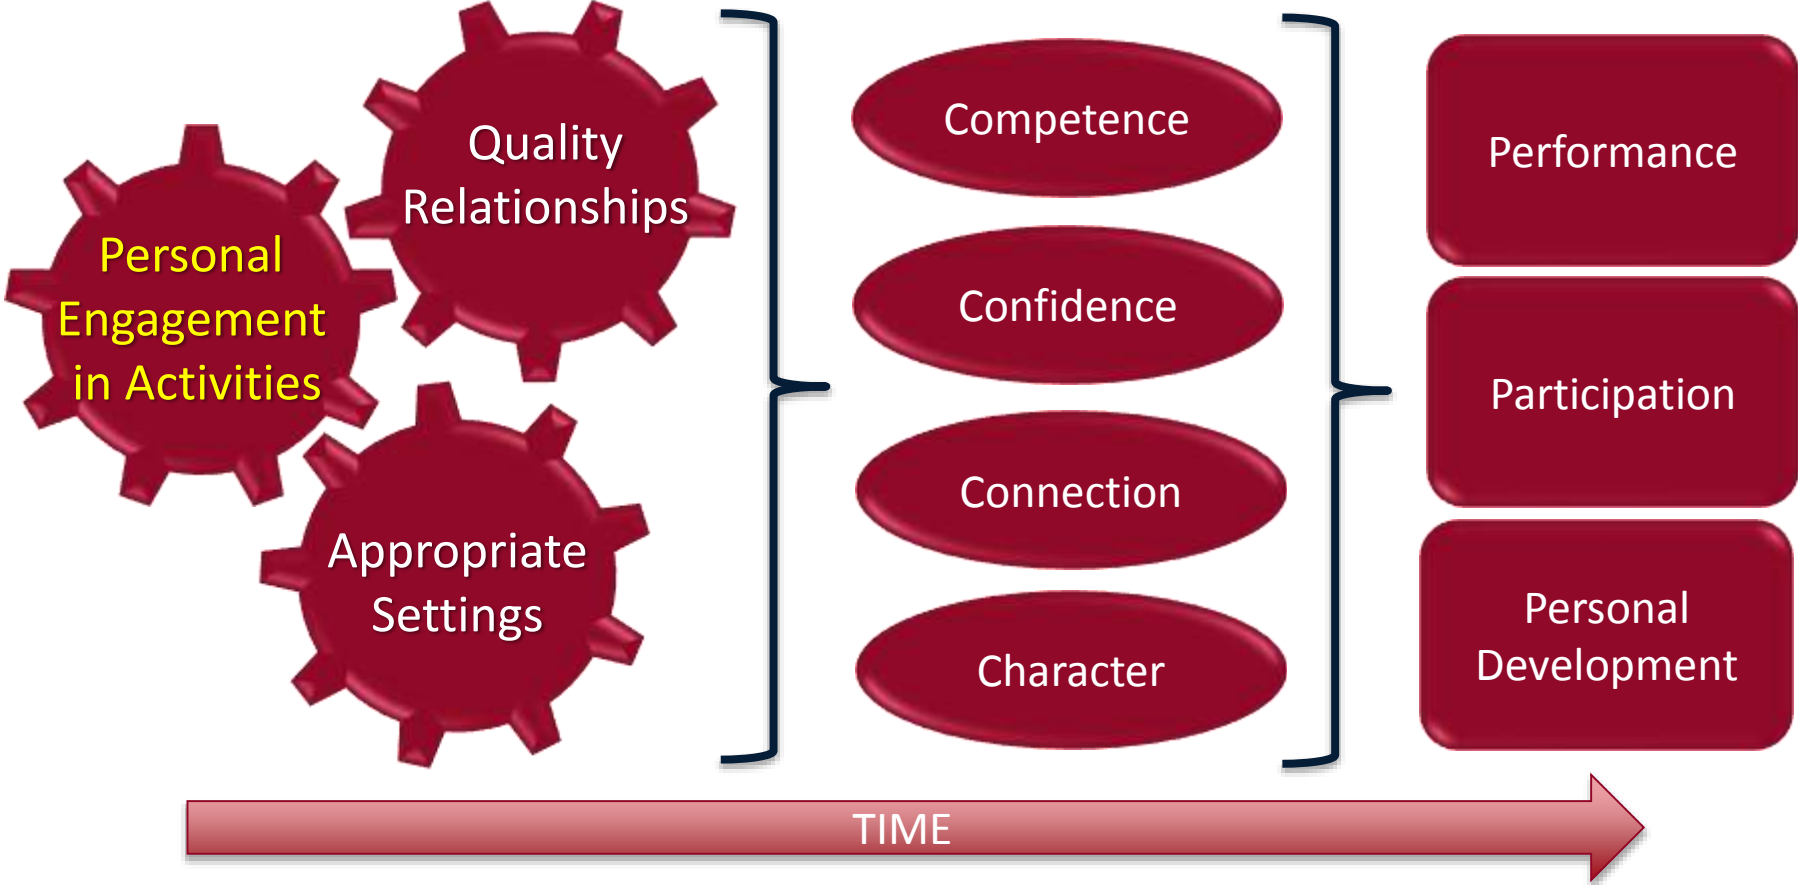 Personal
Engagement
in Activities
Quality
Relationships
Appropriate
Settings
Competence
Confidence
Connection
Character
Performance
Participation
Personal
Development
TIME